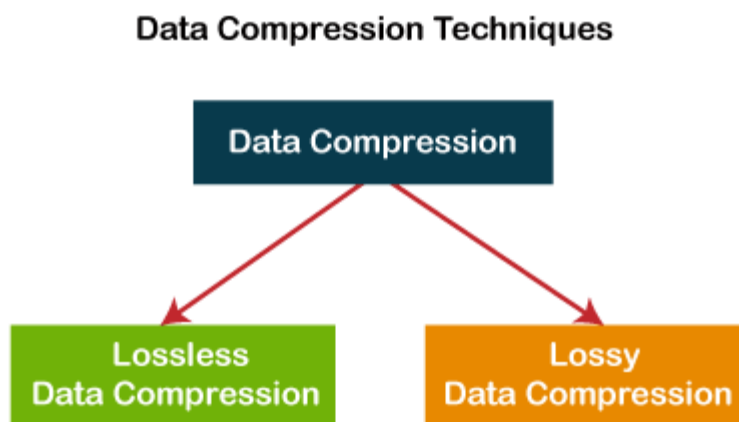 Data Compression Techniques
Data Compression
Lossless
Data Compression
Lossy
Data Compression